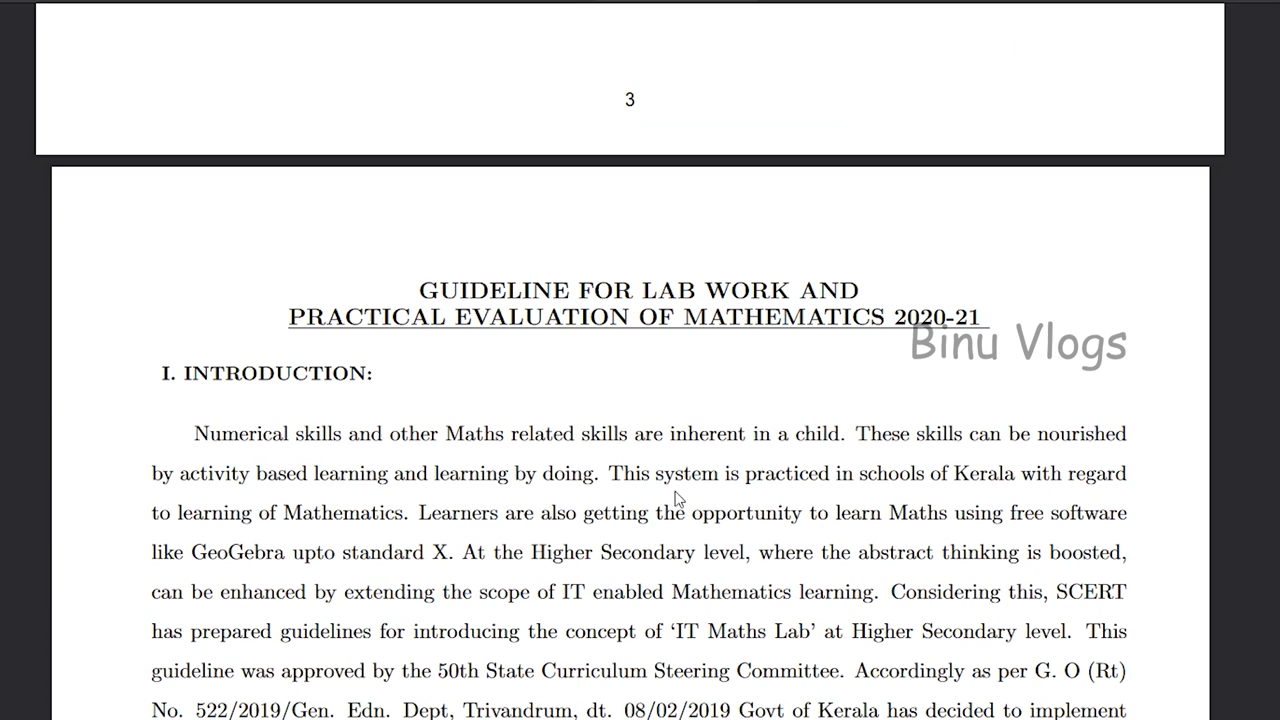 3
GUIDELINE FOR LAB WORK AND
PRACTICAL EVALUATION OF MATHEMATICS 2020-21
Binu Vlogs
I. INTRODUCTION:
Numerical skills and other Maths related skills are inherent in a child. These skills can be nourished
by activity based learning and learning by doing. This system is practiced in schools of Kerala with regard
to learning of Mathematics. Learners are also getting the opportunity to learn Maths using free software
like GeoGebra upto standard X. At the Higher Secondary level, where the abstract thinking is boosted,
can be enhanced by extending the scope of IT enabled Mathematics learning. Considering this, SCERT
has prepared guidelines for introducing the concept of ‘IT Maths Lab’ at Higher Secondary level. This
guideline was approved by the 50th State Curriculum Steering Committee. Accordingly as per G. O (Rt)
No. 522/2019/Gen. Edn. Dept, Trivandrum, dt. 08/02/2019 Govt of Kerala has decided to implement